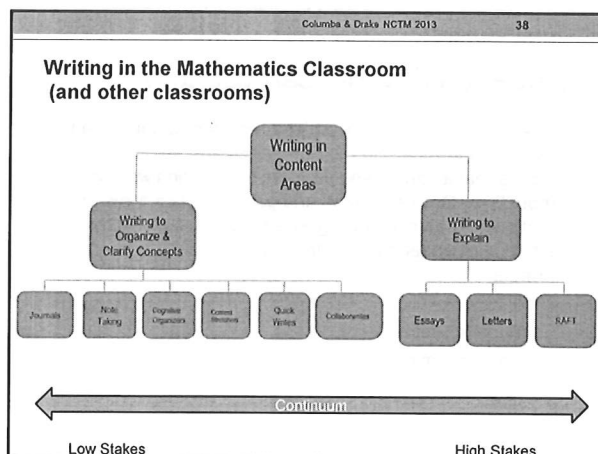 Columba & Drake NCTM 2013 38
Writing in the Mathematics Classroom
(and other classrooms)
Writing in
Content
Areas
Writing to
Organize &
Clarify Concepts
Writing to
Explain
Journals
Note
Taking
Cognitive
Organizers
Quick
Writes
Collaboratives
Essays
Letters
RAFT
Continuum
Low Stakes High Stakes